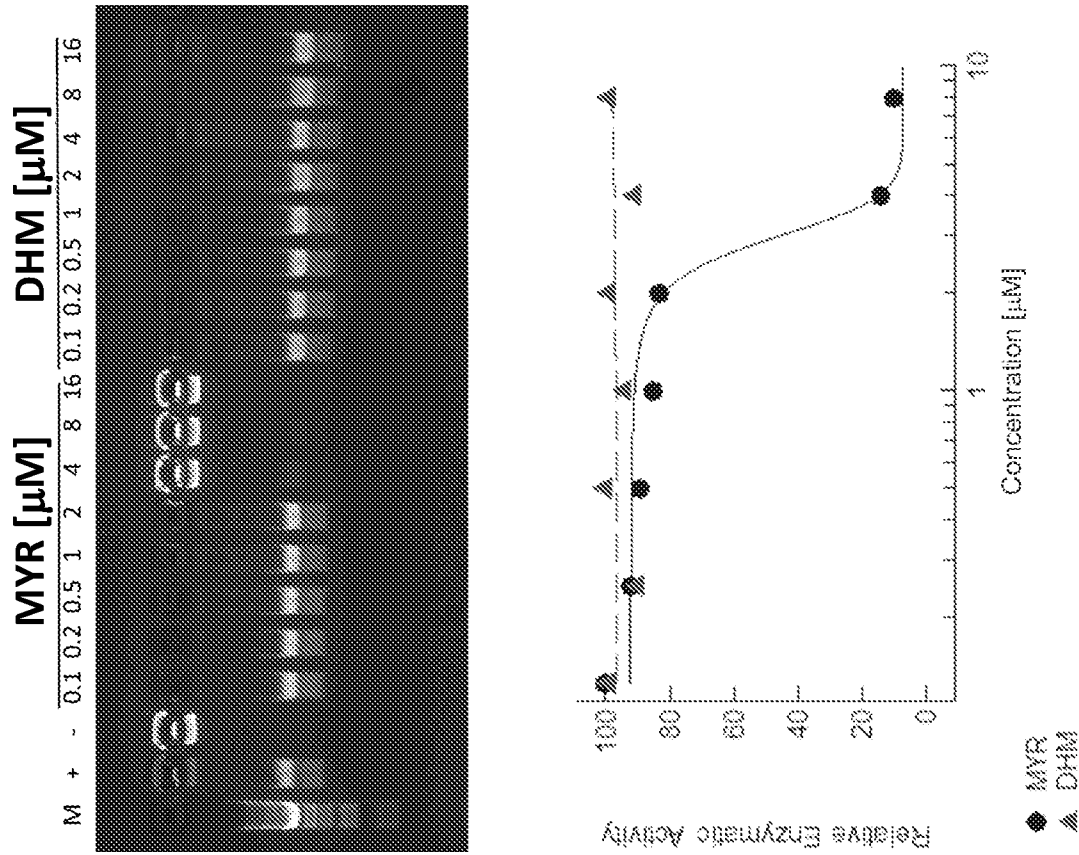 MYR [µM] DHM [µM]
M + - 0.1 0.2 0.5 1 2 4 8 16 0.1 0.2 0.5 1 2 4 8 16
Relative Enzymatic Activity
100
80
60
40
20
0
1 10
Concentration [µM]
MYR
DHM